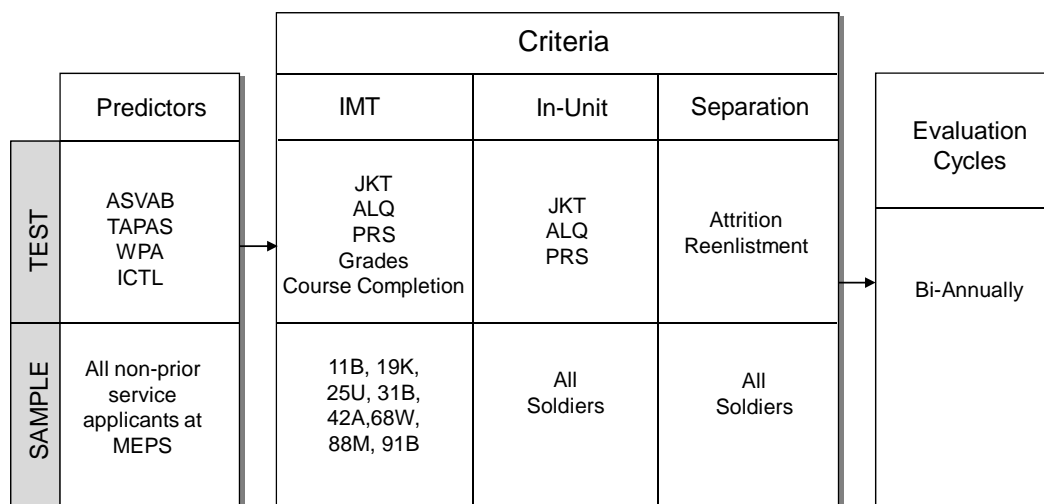 Criteria
Predictors
IMT
In-Unit
Separation
Evaluation
Cycles
TEST
ASVAB
TAPAS
WPA
ICTL
JKT
ALQ
PRS
Grades
Course Completion
JKT
ALQ
PRS
Attrition
Reenlistment
Bi-Annually
SAMPLE
All non-prior
service
applicants at
MEPS
11B, 19K,
25U, 31B,
42A,68W,
88M, 91B
All
Soldiers
All
Soldiers